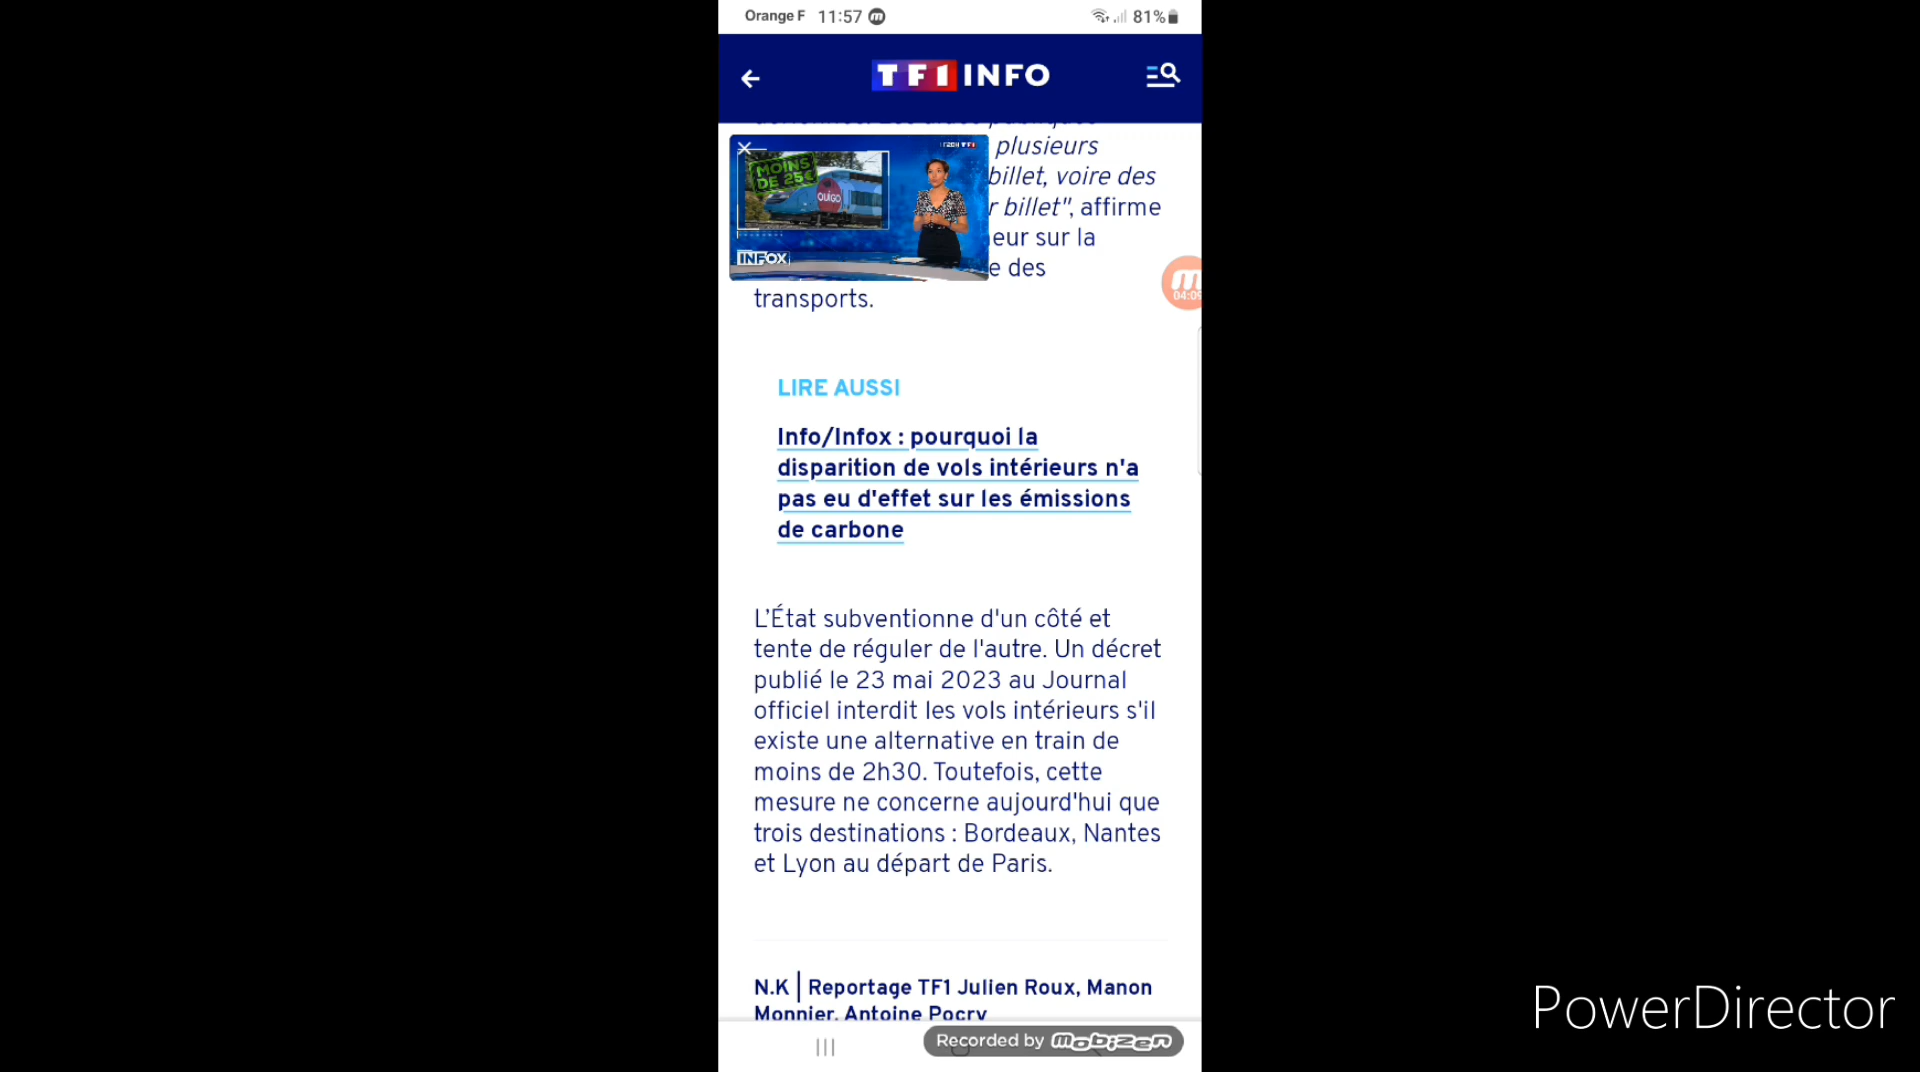 Orange F 11:57 m 81%
TF1 INFO
plusieurs
billet, voire des
r billet", affirme
eur sur la
e des
transports.
MOINS
DE 25€
OUIGO
INFOX
04:09
LIRE AUSSI
Info/Infox : pourquoi la
disparition de vols intérieurs n'a
pas eu d'effet sur les émissions
de carbone
L'État subventionne d'un côté et
tente de réguler de l'autre. Un décret
publié le 23 mai 2023 au Journal
officiel interdit les vols intérieurs s'il
existe une alternative en train de
moins de 2h30. Toutefois, cette
mesure ne concerne aujourd'hui que
trois destinations : Bordeaux, Nantes
et Lyon au départ de Paris.
N.K | Reportage TF1 Julien Roux, Manon
Monnier, Antoine Pocry
Recorded by mobizen
PowerDirector